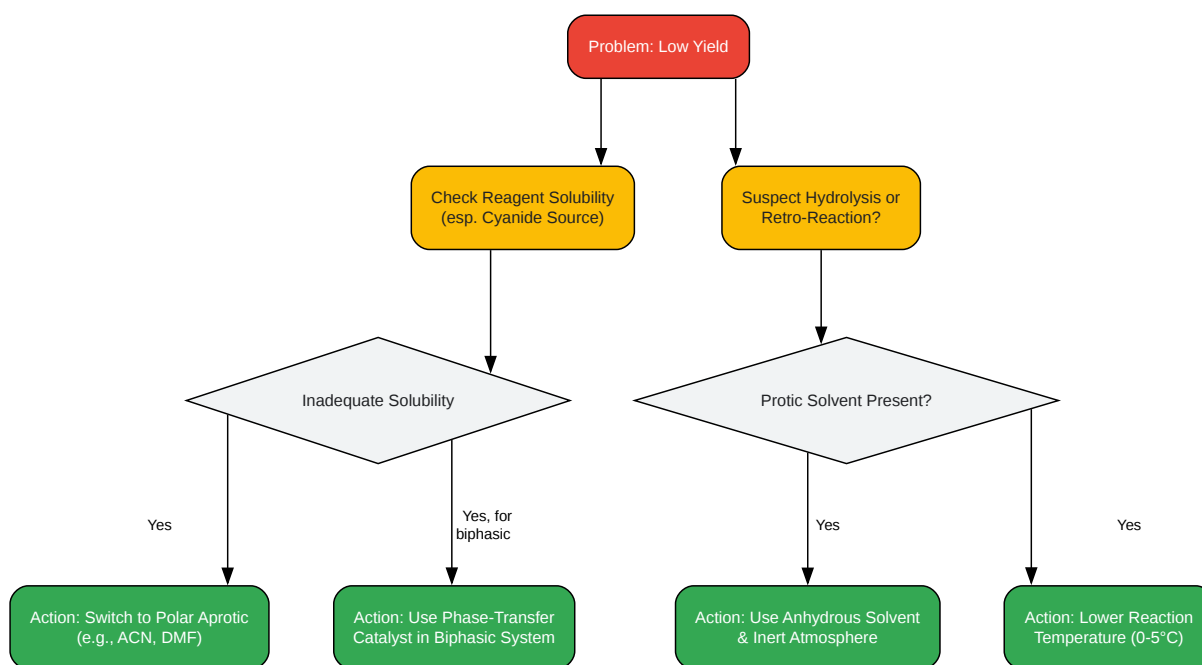 Problem: Low Yield
Check Reagent Solubility
(esp. Cyanide Source)
Suspect Hydrolysis or
Retro-Reaction?
Inadequate Solubility
Protic Solvent Present?
Yes
Yes, for
biphasic
Yes
Yes
Action: Switch to Polar Aprotic
(e.g., ACN, DMF)
Action: Use Phase-Transfer
Catalyst in Biphasic System
Action: Use Anhydrous Solvent
& Inert Atmosphere
Action: Lower Reaction
Temperature (0-5°C)